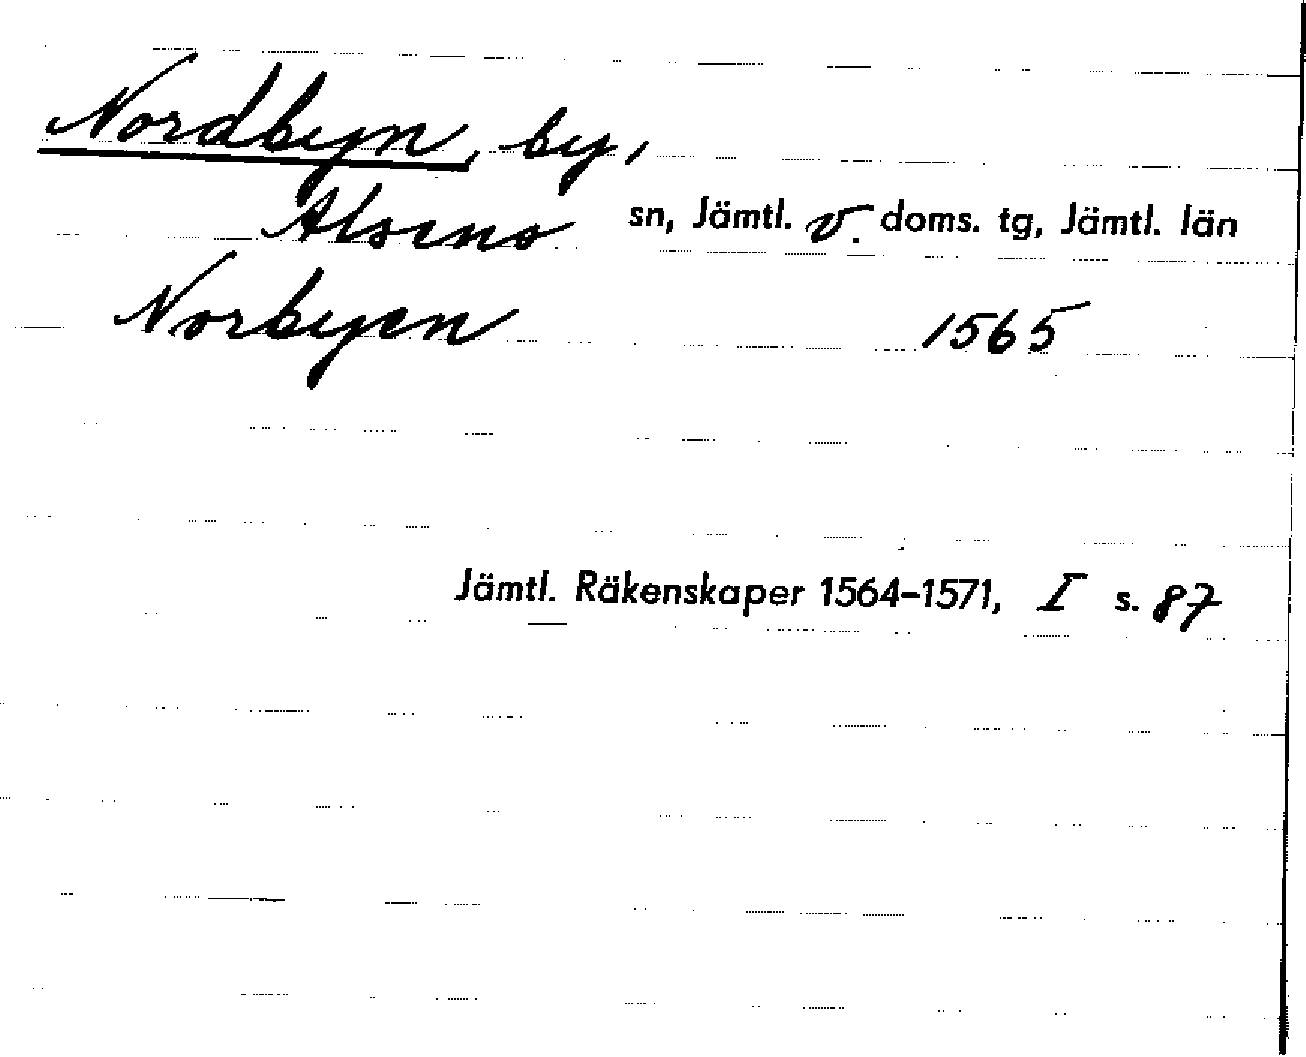 Nordbyn, by,
Alsens sn, Jämtl. v. doms. tg, Jämtl. län
Norbyen 1565
Jämtl. Räkenskaper 1564-1571, I s. 87